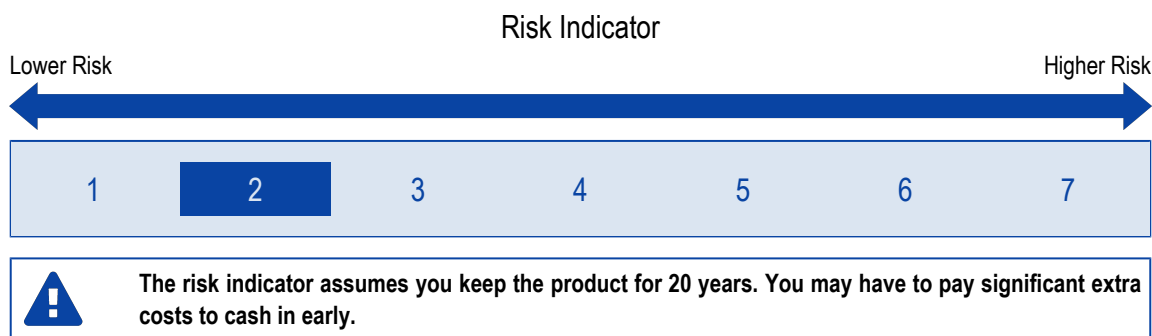 Risk Indicator
Lower Risk Higher Risk
1 2 3 4 5 6 7
The risk indicator assumes you keep the product for 20 years. You may have to pay significant extra
costs to cash in early.